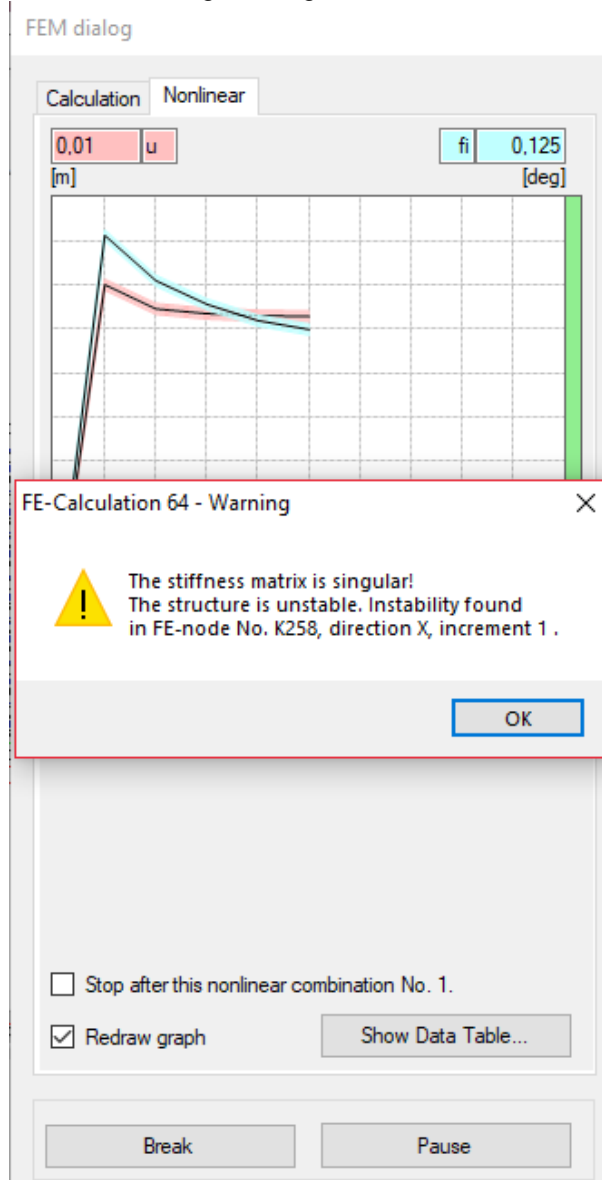 FEM dialog
Calculation Nonlinear
0,01 u fi 0,125
[m] [deg]
FE-Calculation 64 - Warning
The stiffness matrix is singular!
The structure is unstable. Instability found
in FE-node No. K258, direction X, increment 1 .
OK
Stop after this nonlinear combination No. 1.
Redraw graph Show Data Table...
Break Pause